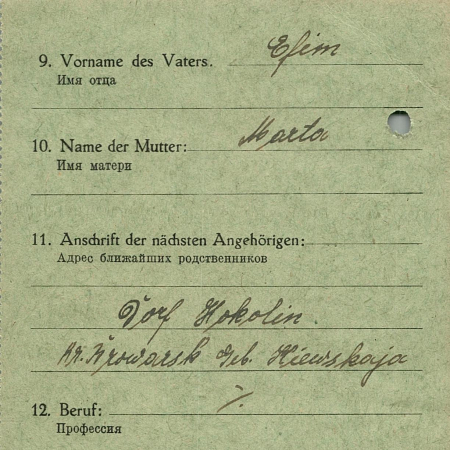 9. Vorname des Vaters. Efim
Имя отца
10. Name der Mutter: Marta
Имя матери
11. Anschrift der nächsten Angehörigen:
Адрес ближайших родственников
Dorf Hokolin.
Kr. Browarsk Geb. Kiewskaja
12. Beruf: %.
Профессия